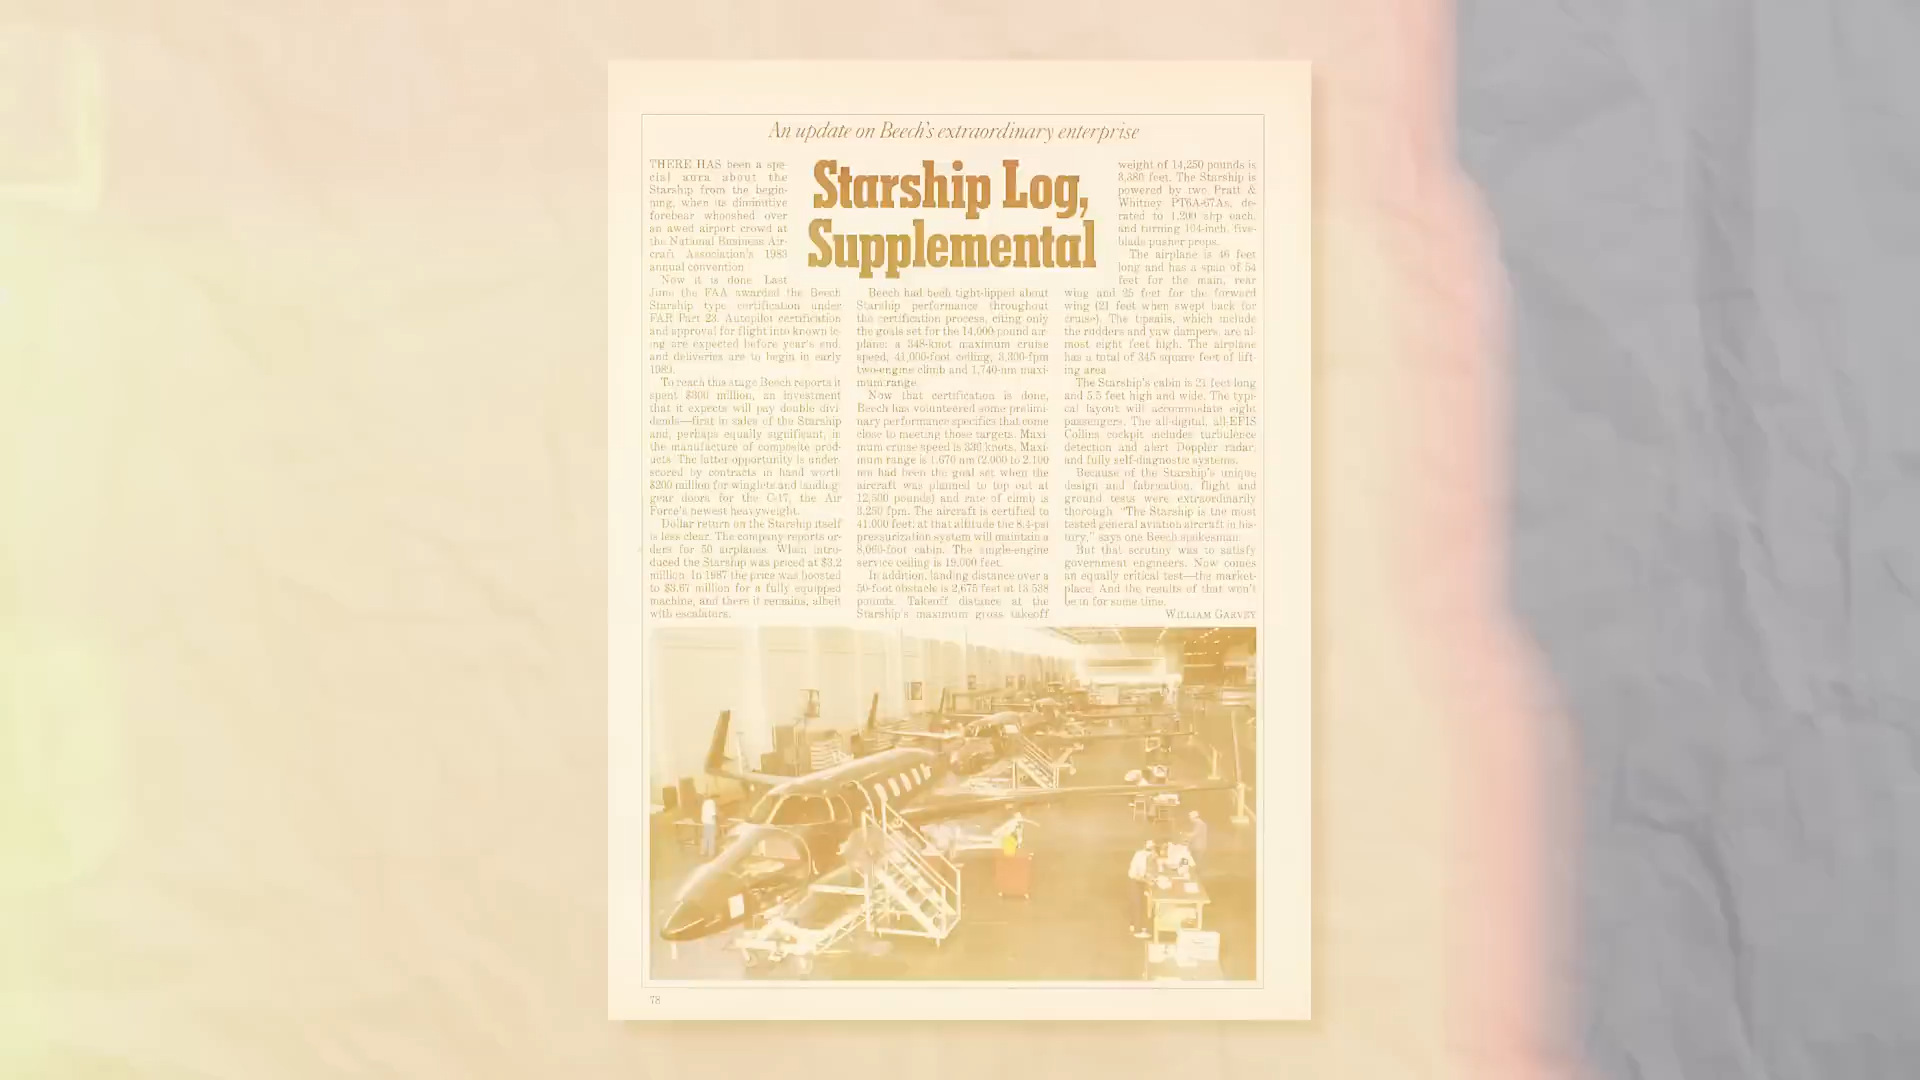 An update on Beech's extraordinary enterprise
Starship Log,
Supplemental
THERE HAS been a spe-
cial aura about the
Starship from the begin-
ning, when its diminutive
forebear whooshed over
an awed airport crowd at
the National Business Air-
craft Association's 1983
annual convention.
Now it is done. Last
June the FAA awarded the Beech
Starship type certification under
FAR Part 23. Autopilot certification
and approval for flight into known ic-
ing are expected before year's end,
and deliveries are to begin in early
1989.
To reach this stage Beech reports it
spent $300 million, an investment
that it expects will pay double divi-
dends—first in sales of the Starship
and, perhaps equally significant, in
the manufacture of composite prod-
ucts. The latter opportunity is under-
scored by contracts in hand worth
$200 million for winglets and landing-
gear doors for the C-17, the Air
Force's newest heavyweight.
Dollar return on the Starship itself
is less clear. The company reports or-
ders for 50 airplanes. When intro-
duced the Starship was priced at $3.2
million. In 1987 the price was boosted
to $3.67 million for a fully equipped
machine, and there it remains, albeit
with escalators.
Beech had been tight-lipped about
Starship performance throughout
the certification process, citing only
the goals set for the 14,000-pound air-
plane: a 348-knot maximum cruise
speed, 41,000-foot ceiling, 3,300-fpm
two-engine climb and 1,740-nm maxi-
mum range.
Now that certification is done,
Beech has volunteered some prelimi-
nary performance specifics that come
close to meeting those targets. Maxi-
mum cruise speed is 336 knots. Maxi-
mum range is 1,670 nm (2,000 to 2,100
nm had been the goal set when the
aircraft was planned to top out at
12,500 pounds) and rate of climb is
3,250 fpm. The aircraft is certified to
41,000 feet; at that altitude the 8.4-psi
pressurization system will maintain a
8,060-foot cabin. The single-engine
service ceiling is 19,000 feet.
In addition, landing distance over a
50-foot obstacle is 2,675 feet at 13,538
pounds. Takeoff distance at the
Starship's maximum gross takeoff
weight of 14,250 pounds is
3,380 feet. The Starship is
powered by two Pratt &
Whitney PT6A-67As, de-
rated to 1,200 shp each,
and turning 104-inch, five-
blade pusher props.
The airplane is 46 feet
long and has a span of 54
feet for the main, rear
wing and 25 feet for the forward
wing (21 feet when swept back for
cruise). The tipsails, which include
the rudders and yaw dampers, are al-
most eight feet high. The airplane
has a total of 345 square feet of lift-
ing area.
The Starship's cabin is 21 feet long
and 5.5 feet high and wide. The typi-
cal layout will accommodate eight
passengers. The all-digital, all-EFIS
Collins cockpit includes turbulence
detection and alert Doppler radar,
and fully self-diagnostic systems.
Because of the Starship's unique
design and fabrication, flight and
ground tests were extraordinarily
thorough. "The Starship is the most
tested general aviation aircraft in his-
tory," says one Beech spokesman.
But that scrutiny was to satisfy
government engineers. Now comes
an equally critical test—the market-
place. And the results of that won't
be in for some time.
WILLIAM GARVEY
78